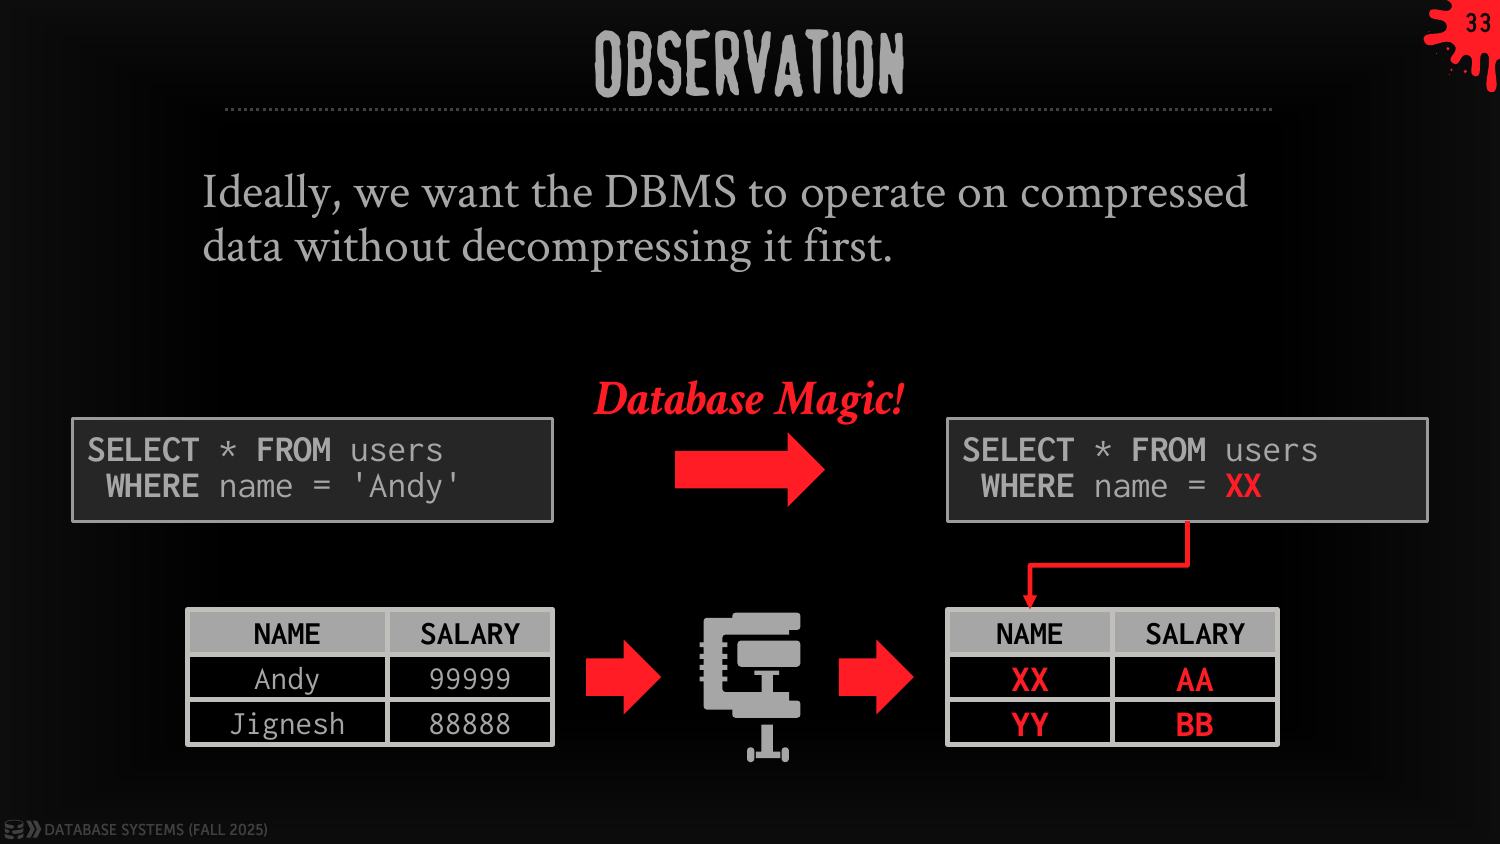 33
OBSERVATION
Ideally, we want the DBMS to operate on compressed
data without decompressing it first.
Database Magic!
SELECT * FROM users
WHERE name = 'Andy'
SELECT * FROM users
WHERE name = XX
NAME SALARY
Andy 99999
Jignesh 88888
NAME SALARY
XX AA
YY BB
DATABASE SYSTEMS (FALL 2025)